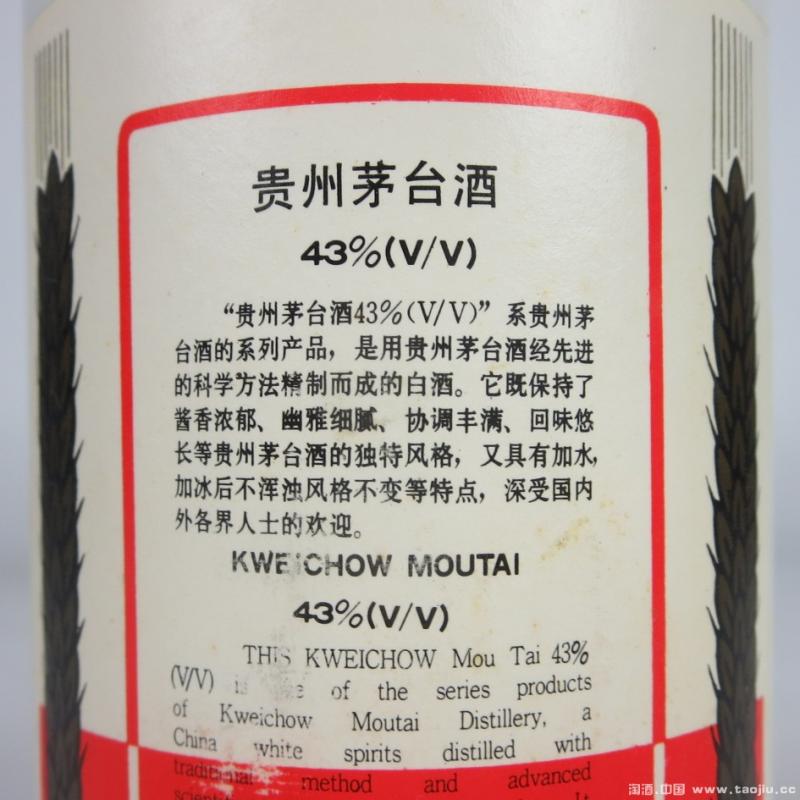 贵州茅台酒
43%(V/V)
“贵州茅台酒43%(V/V)”系贵州茅
台酒的系列产品，是用贵州茅台酒经先进
的科学方法精制而成的白酒。它既保持了
酱香浓郁、幽雅细腻、协调丰满、回味悠
长等贵州茅台酒的独特风格，又具有加水，
加冰后不浑浊风格不变等特点，深受国内
外各界人士的欢迎。
KWEICHOW MOUTAI
43%(V/V)
THIS KWEICHOW Mou Tai 43%
(V/V) is of the series products
of Kweichow Moutai Distillery, a
China white spirits distilled with
traditional method and advanced
It
淘酒.中国 www.taojiu.cc